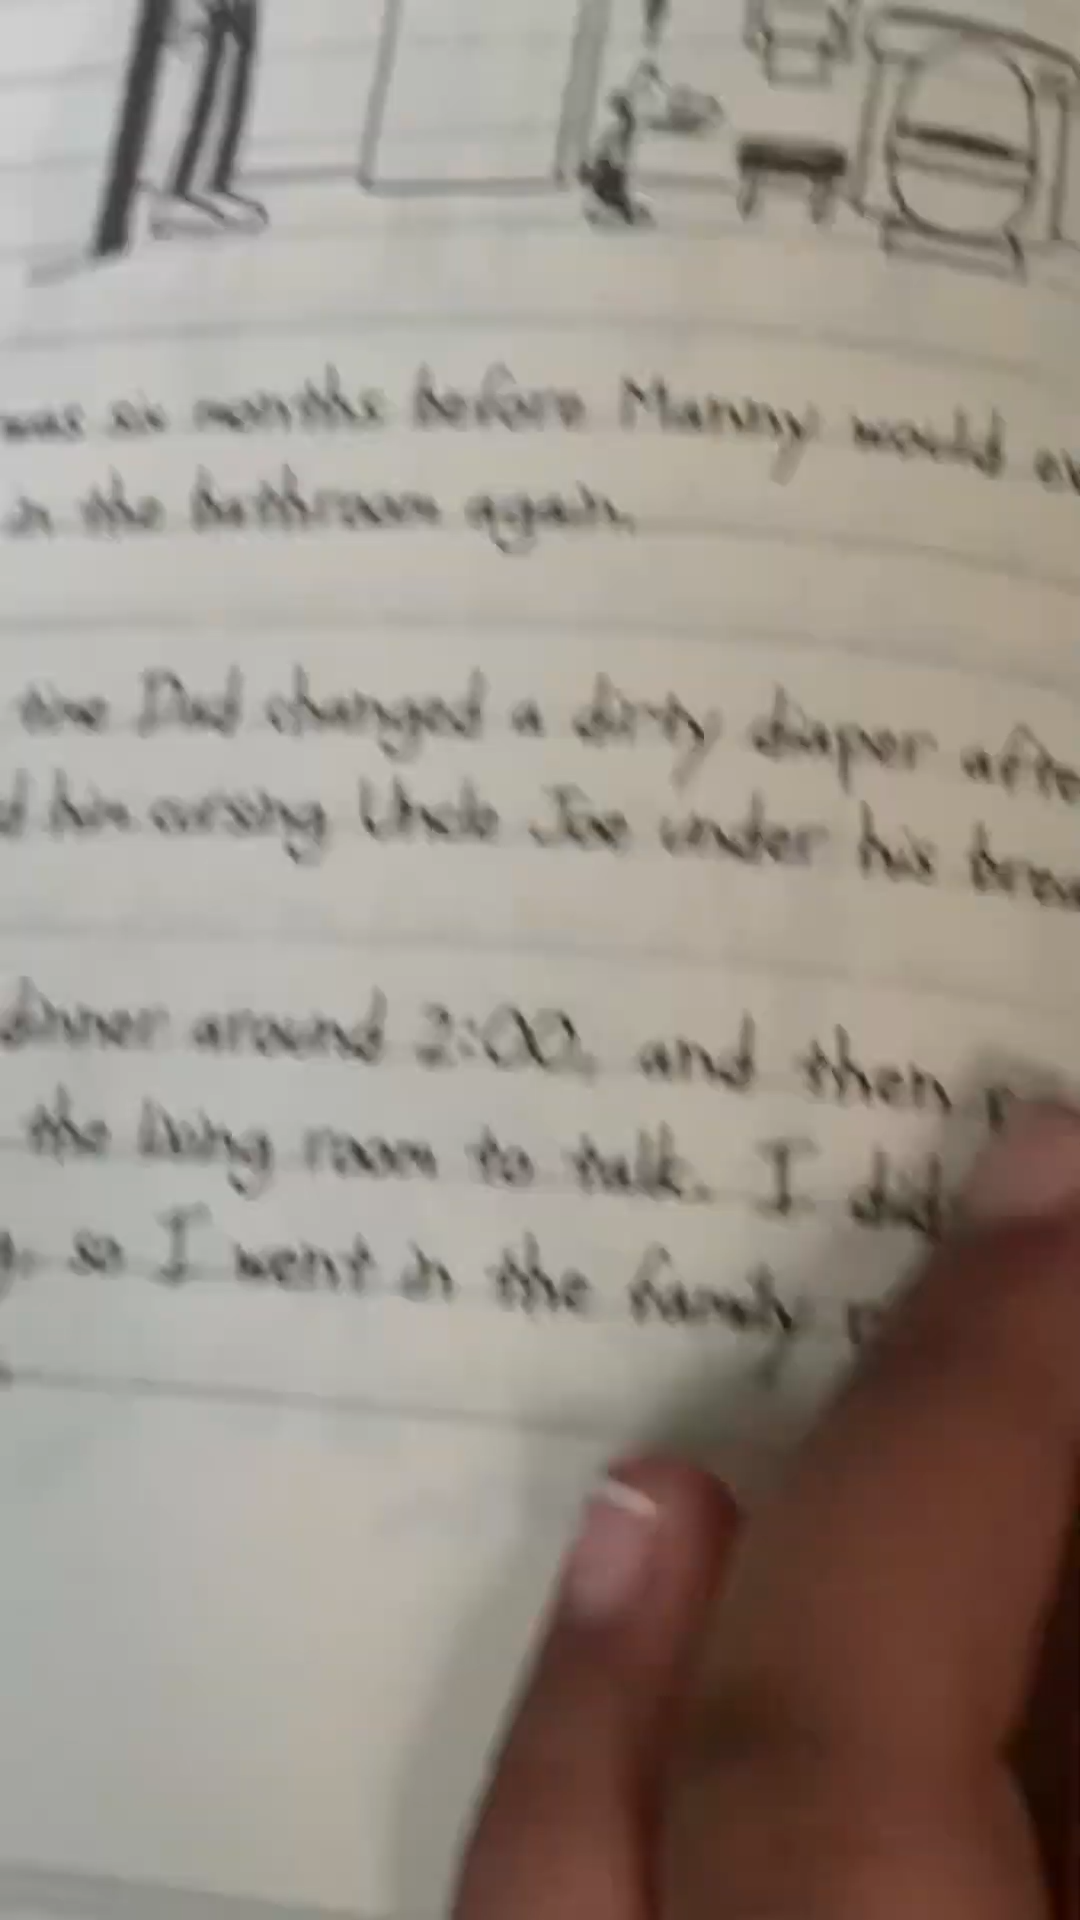 was six months before Manny would
in the bathroom again.
time Dad changed a dirty diaper after
him cursing Uncle Joe under his
dinner around 2:00, and then
the living room to talk. I
so I went in the family